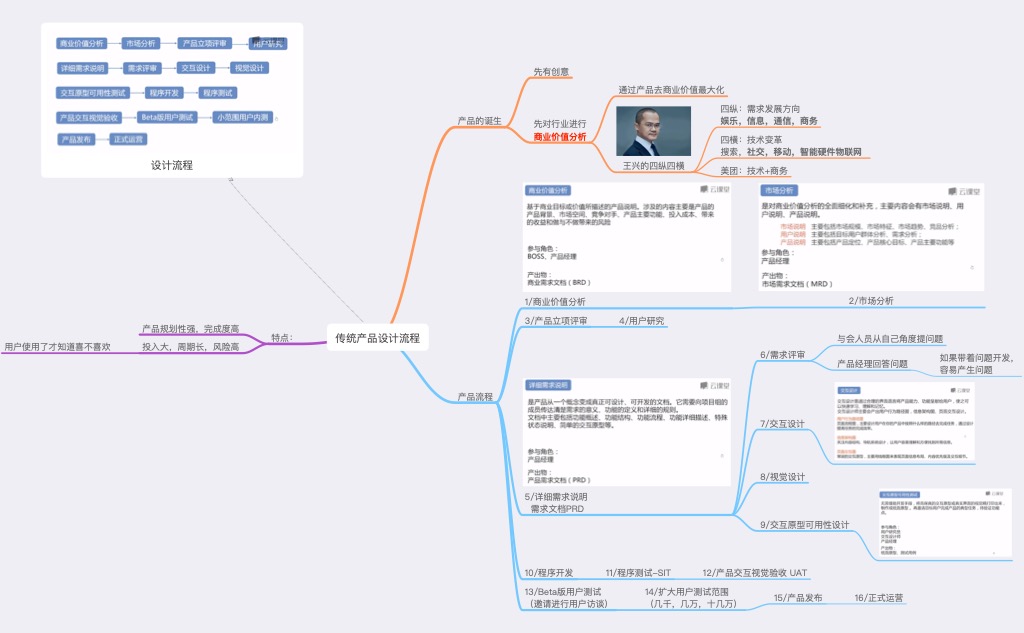 商业价值分析 市场分析 产品立项评审 用户研究
详细需求说明 需求评审 交互设计 视觉设计
交互原型可用性测试 程序开发 程序测试
产品交互视觉验收 Beta版用户测试 小范围用户内测
产品发布 正式运营
设计流程
传统产品设计流程
特点：
产品规划性强，完成度高
投入大，周期长，风险高
用户使用了才知道喜不喜欢
产品的诞生
先有创意
先对行业进行
商业价值分析
通过产品去商业价值最大化
王兴的四纵四横
四纵：需求发展方向
娱乐，信息，通信，商务
四横：技术变革
搜索，社交，移动，智能硬件物联网
美团：技术+商务
产品流程
商业价值分析
云课堂
基于商业目标或价值所描述的产品说明。涉及的内容主要是产品的
产品背景、市场空间、竞争对手、产品主要功能、投入成本、带来
的收益和做与不做带来的风险
参与角色：
BOSS、产品经理
产出物：
商业需求文档（BRD）
1/商业价值分析
市场分析
云课堂
是对商业价值分析的全面细化和补充，主要内容会有市场说明、用
户说明、产品说明。
市场说明 主要包括市场规模、市场特征、市场趋势、竞品分析；
用户说明 主要包括目标用户群体分析、需求分析；
产品说明 主要包括产品定位、产品核心目标、产品主要功能等
参与角色：
产品经理
产出物：
市场需求文档（MRD）
2/市场分析
3/产品立项评审
4/用户研究
详细需求说明
云课堂
是产品从一个概念变成真正可设计、可开发的文档。它需要向项目组的
成员传达清楚需求的意义、功能的定义和详细的规则。
文档中主要包括功能概述、功能结构、功能流程、功能详细描述、特殊
状态说明、简单的交互原型等。
参与角色：
产品经理
产出物：
产品需求文档（PRD）
5/详细需求说明
需求文档PRD
6/需求评审
与会人员从自己角度提问题
产品经理回答问题
如果带着问题开发，
容易产生问题
7/交互设计
交互设计
云课堂
8/视觉设计
9/交互原型可用性设计
云课堂
参与角色：
用户研究员
交互设计师
产品经理
产出物：
10/程序开发
11/程序测试-SIT
12/产品交互视觉验收 UAT
13/Beta版用户测试
（邀请进行用户访谈）
14/扩大用户测试范围
（几千，几万，十几万）
15/产品发布
16/正式运营